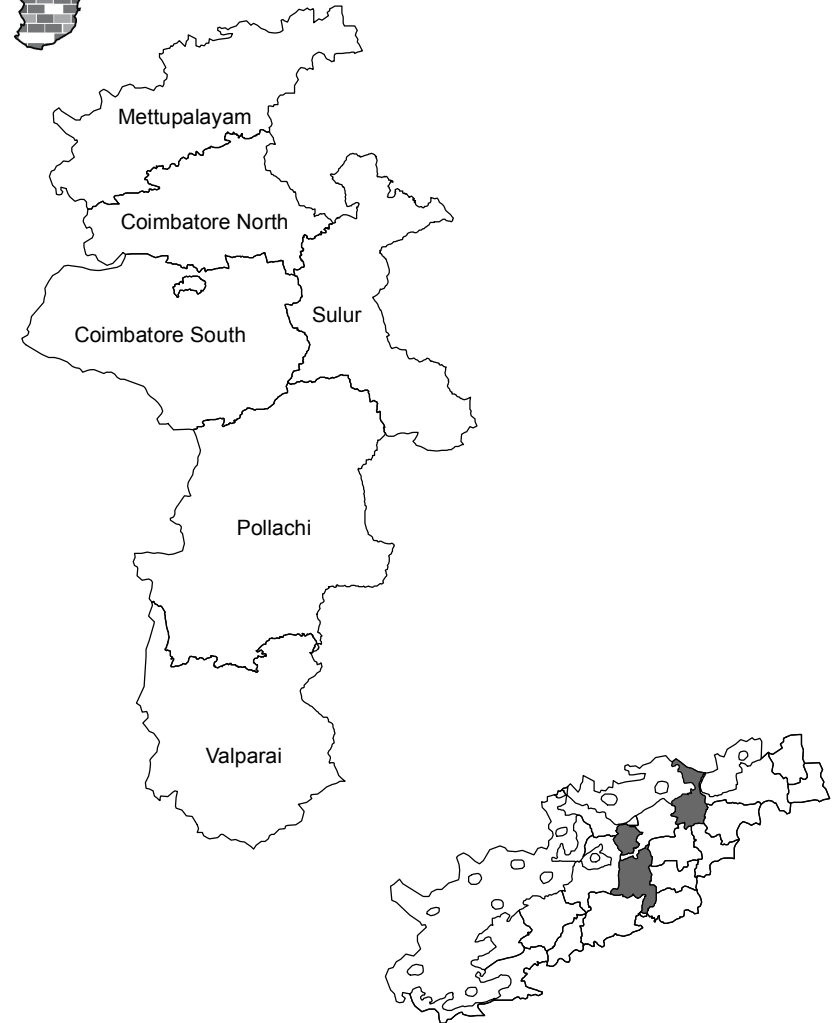 Mettupalayam
Coimbatore North
Sulur
Coimbatore South
Pollachi
Valparai